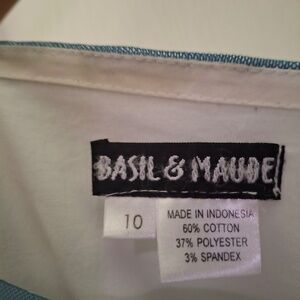 BASIL & MAUDE
10
MADE IN INDONESIA
60% COTTON
37% POLYESTER
3% SPANDEX